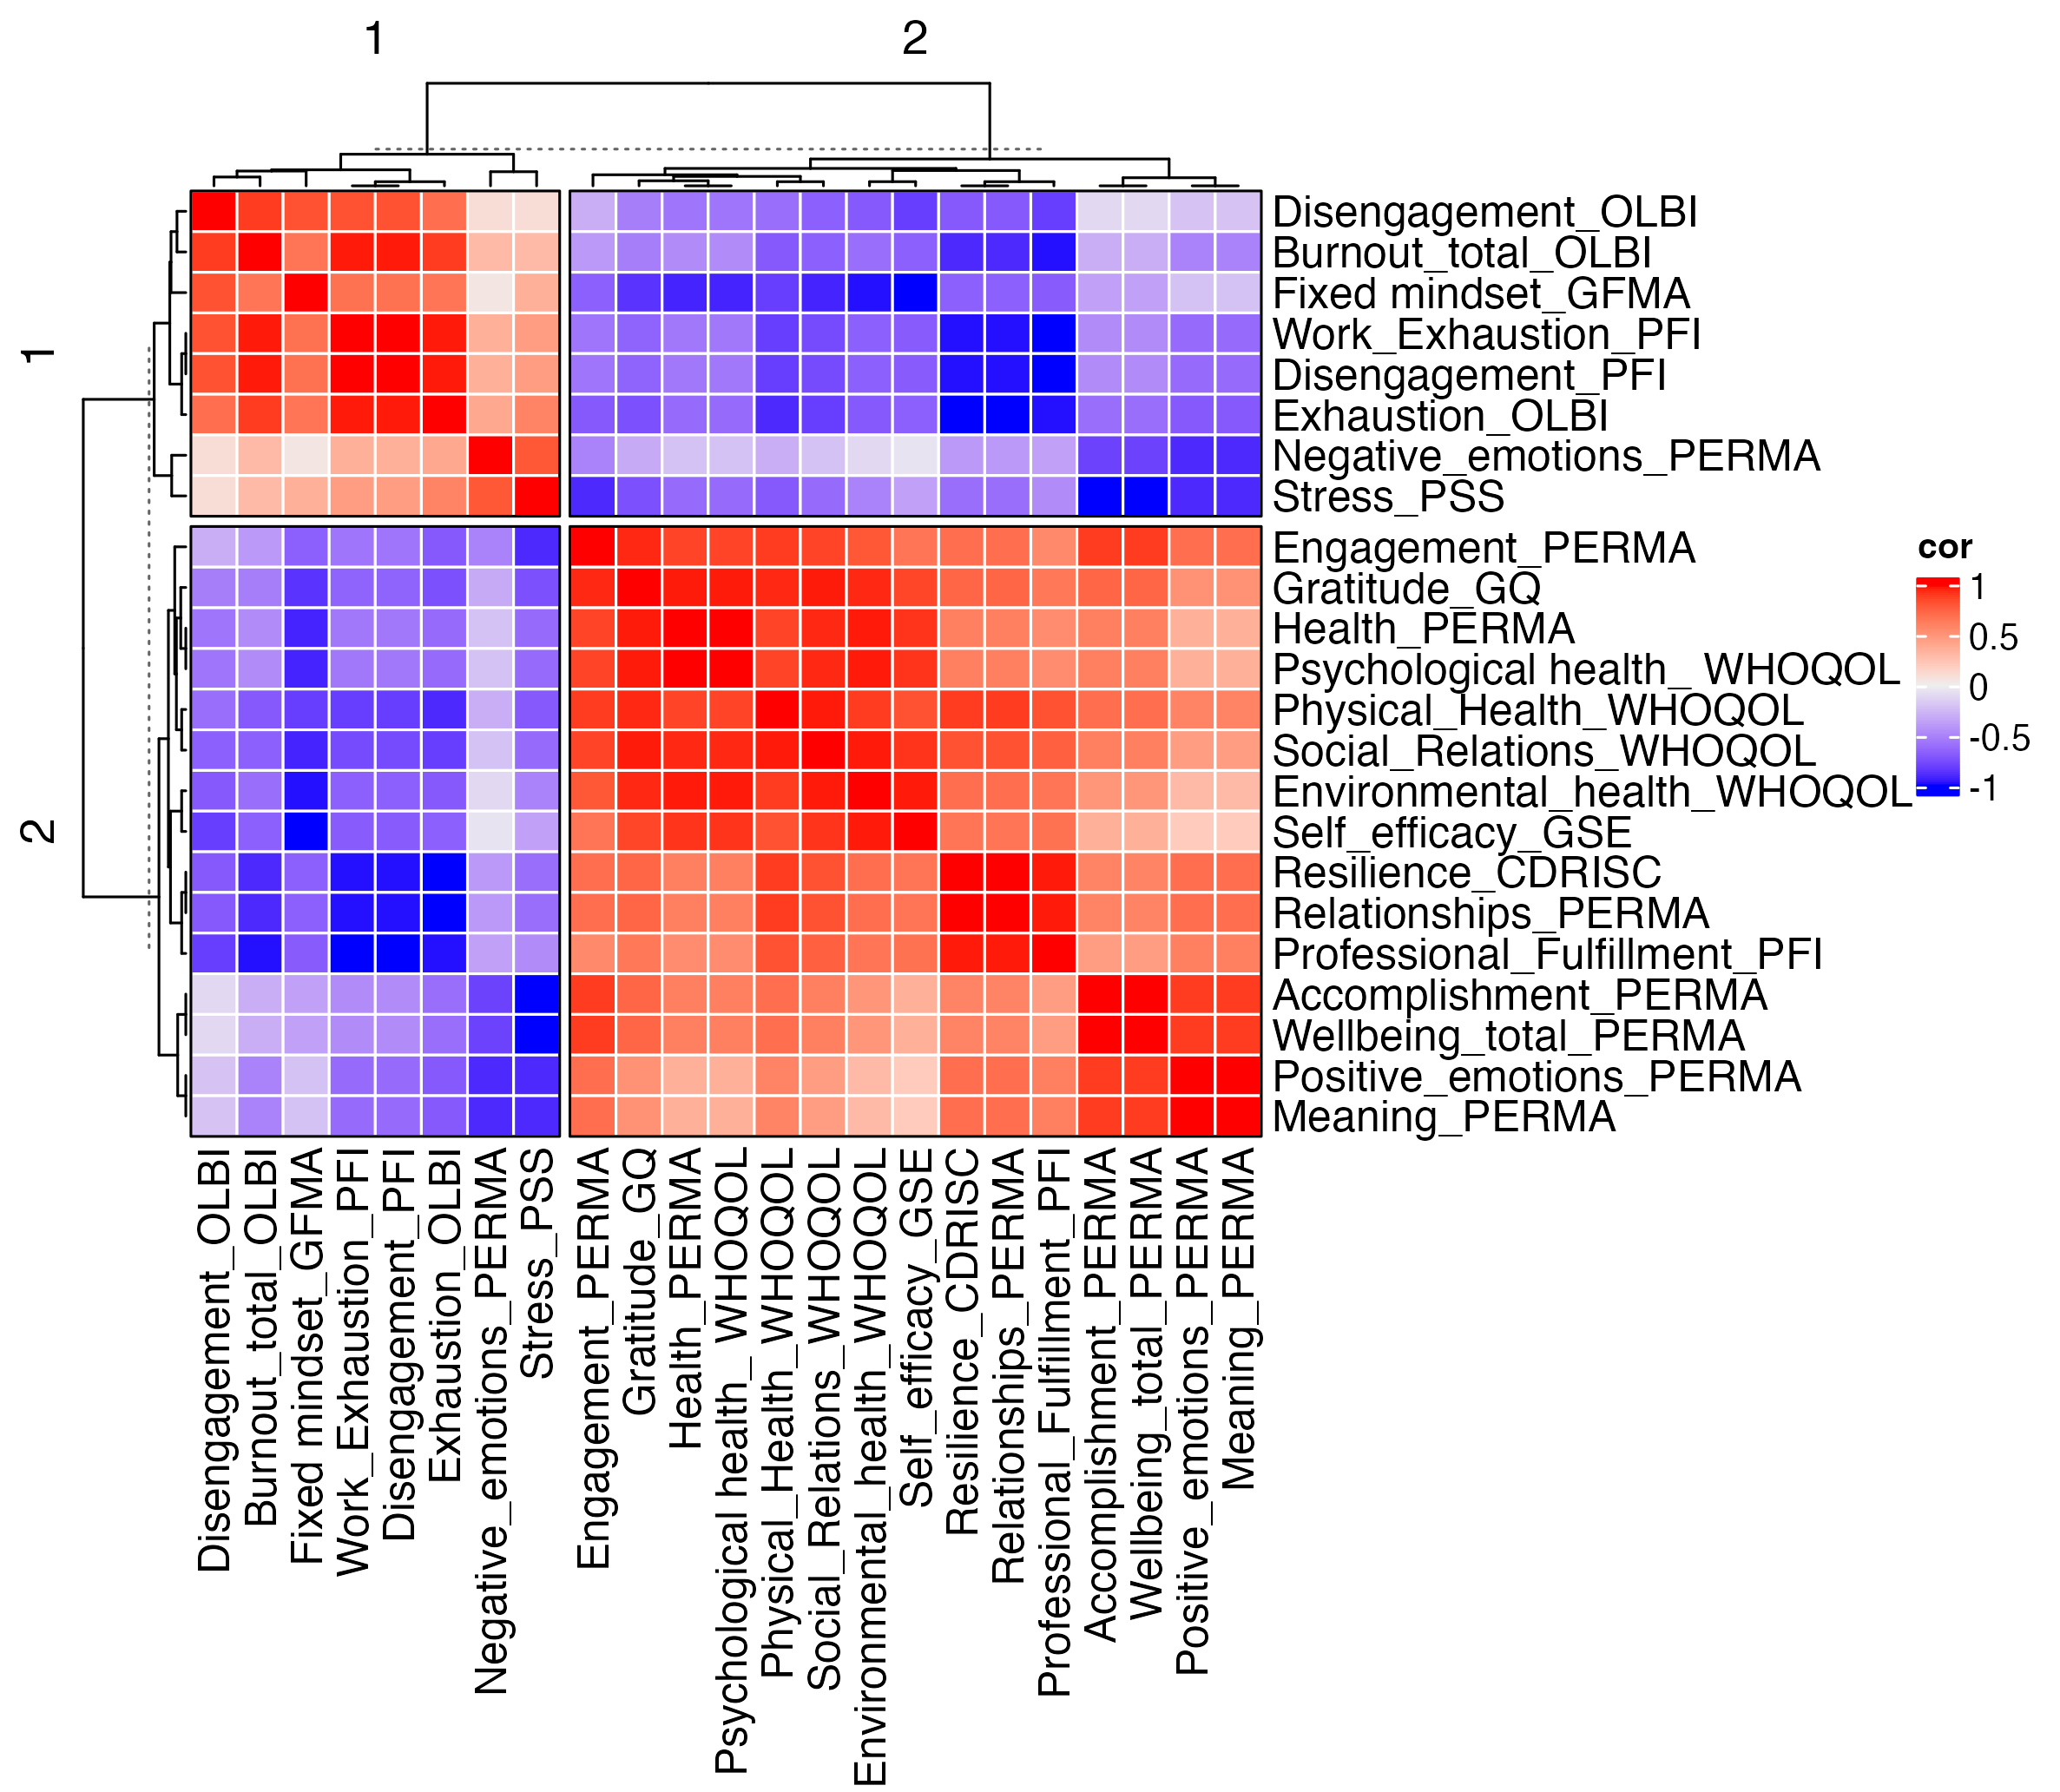 1
2
1
2
Disengagement_OLBI
Burnout_total_OLBI
Fixed mindset_GFMA
Work_Exhaustion_PFI
Disengagement_PFI
Exhaustion_OLBI
Negative_emotions_PERMA
Stress_PSS
Engagement_PERMA
Gratitude_GQ
Health_PERMA
Psychological health_ WHOQOL
Physical_Health_WHOQOL
Social_Relations_WHOQOL
Environmental_health_WHOQOL
Self_efficacy_GSE
Resilience_CDRISC
Relationships_PERMA
Professional_Fulfillment_PFI
Accomplishment_PERMA
Wellbeing_total_PERMA
Positive_emotions_PERMA
Meaning_PERMA
cor
1
0.5
0
-0.5
-1
Disengagement_OLBI
Burnout_total_OLBI
Fixed mindset_GFMA
Work_Exhaustion_PFI
Disengagement_PFI
Exhaustion_OLBI
Negative_emotions_PERMA
Stress_PSS
Engagement_PERMA
Gratitude_GQ
Health_PERMA
Psychological health_ WHOQOL
Physical_Health_WHOQOL
Social_Relations_WHOQOL
Environmental_health_WHOQOL
Self_efficacy_GSE
Resilience_CDRISC
Relationships_PERMA
Professional_Fulfillment_PFI
Accomplishment_PERMA
Wellbeing_total_PERMA
Positive_emotions_PERMA
Meaning_PERMA